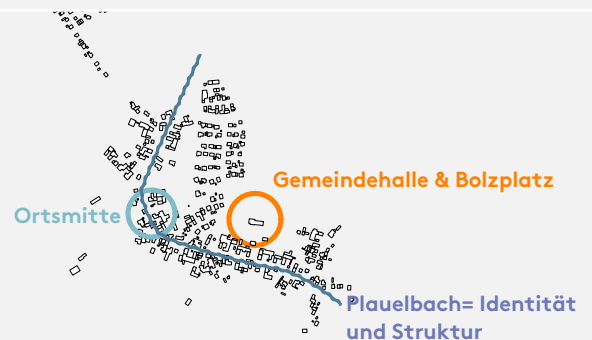 Gemeindehalle & Bolzplatz
Ortsmitte
Plauelbach= Identität
und Struktur